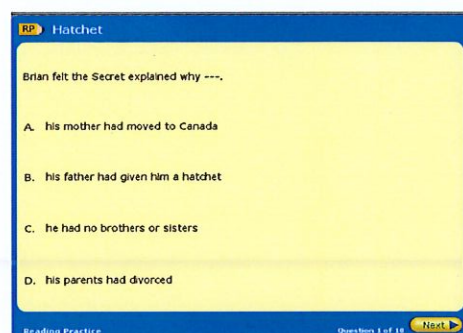 RP Hatchet
Brian felt the Secret explained why ---.
A. his mother had moved to Canada
B. his father had given him a hatchet
C. he had no brothers or sisters
D. his parents had divorced
Reading Practice Question 1 of 10 Next